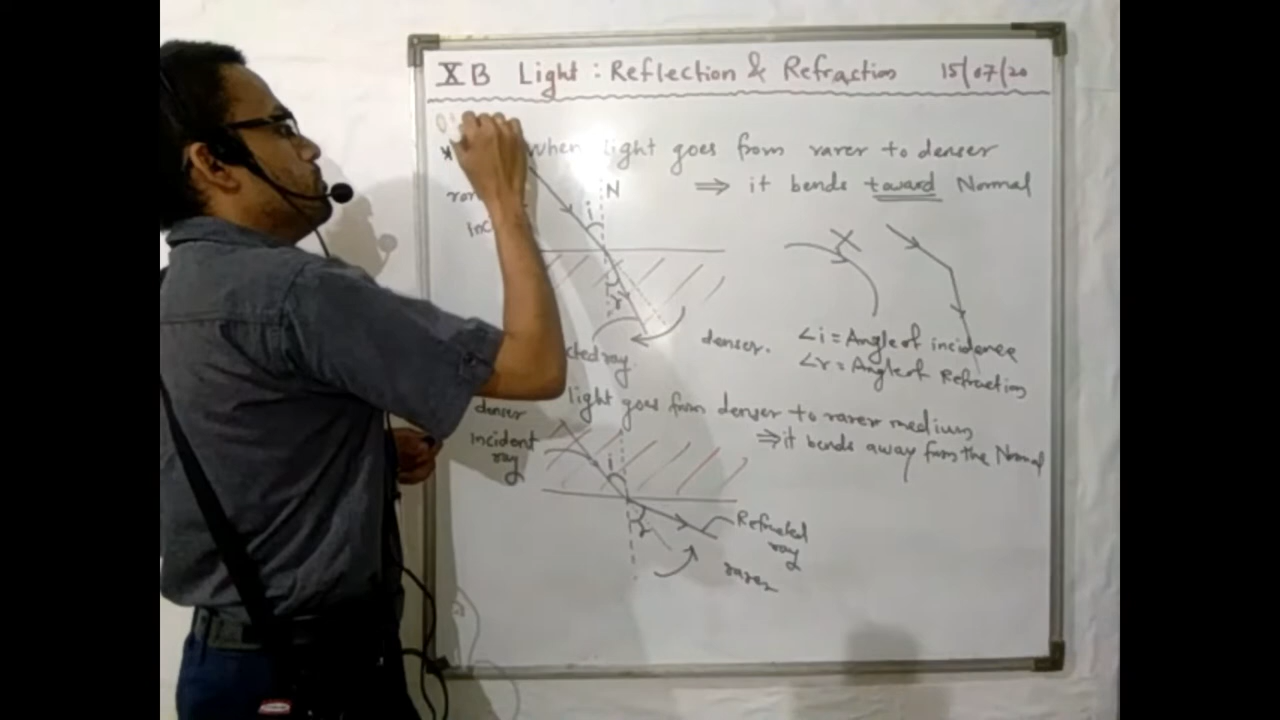 XB Light : Reflection & Refraction 15/07/20
when light goes from rarer to denser
⇒ it bends toward Normal
N
i
r
denser.
∠i = Angle of incidence
∠r = Angle of Refraction
light goes from denser to rarer medium
⇒ it bends away from the Normal
denser
incident
ray
i
r
Refracted
ray
rarer